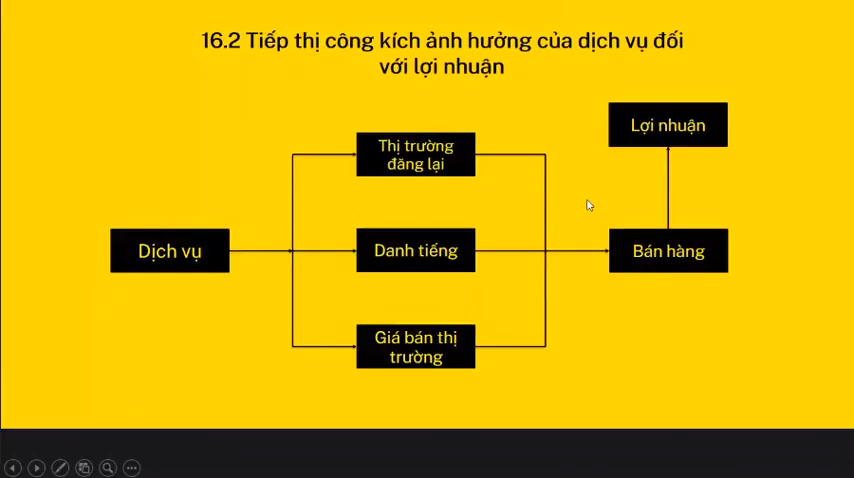 16.2 Tiếp thị công kích ảnh hưởng của dịch vụ đối
với lợi nhuận
Lợi nhuận
Thị trường
đăng lại
Dịch vụ
Danh tiếng
Bán hàng
Giá bán thị
trường